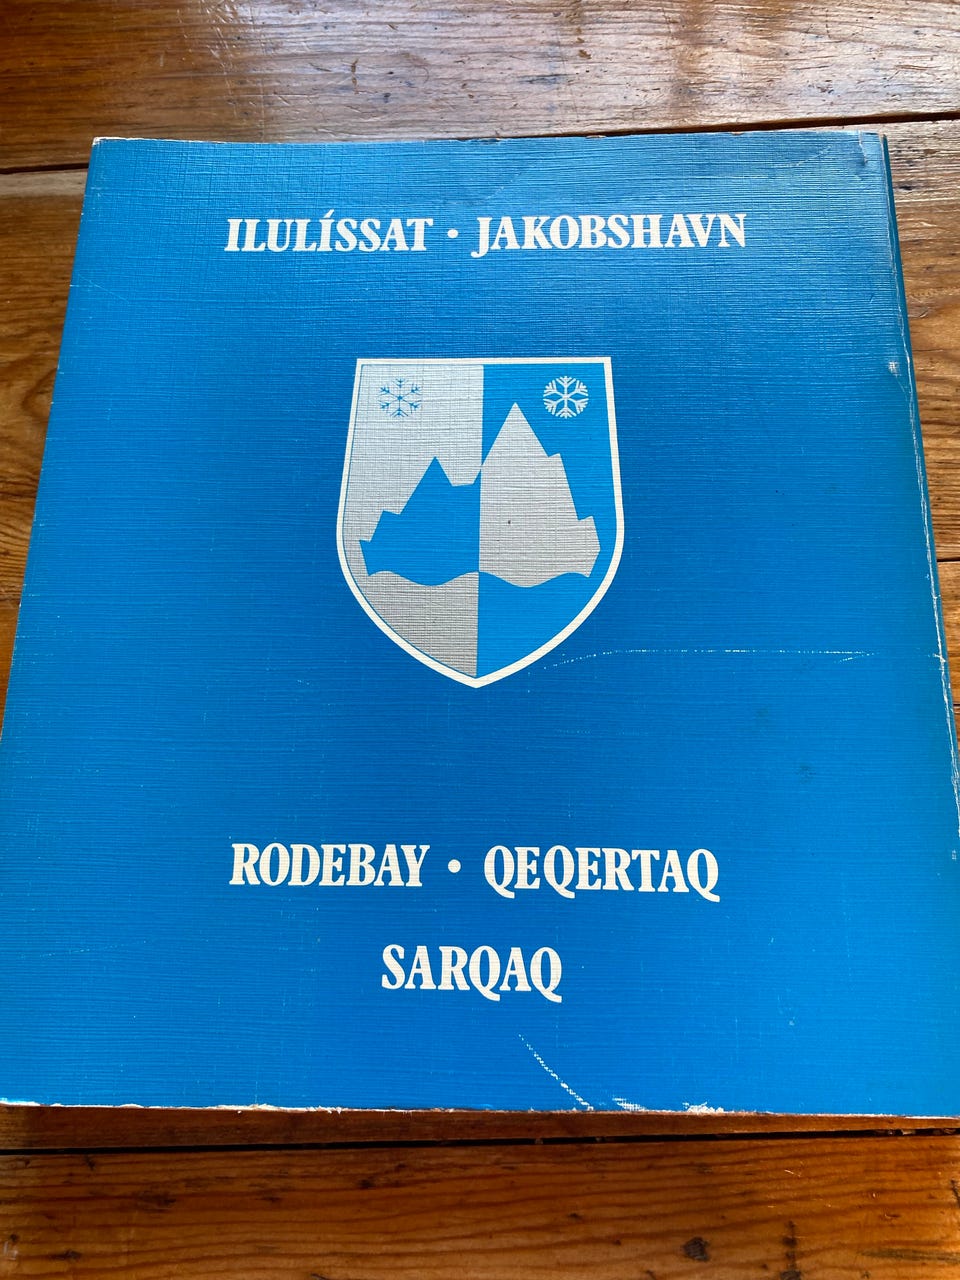 ILULÍSSAT · JAKOBSHAVN
RODEBAY · QEQERTAQ
SARQAQ